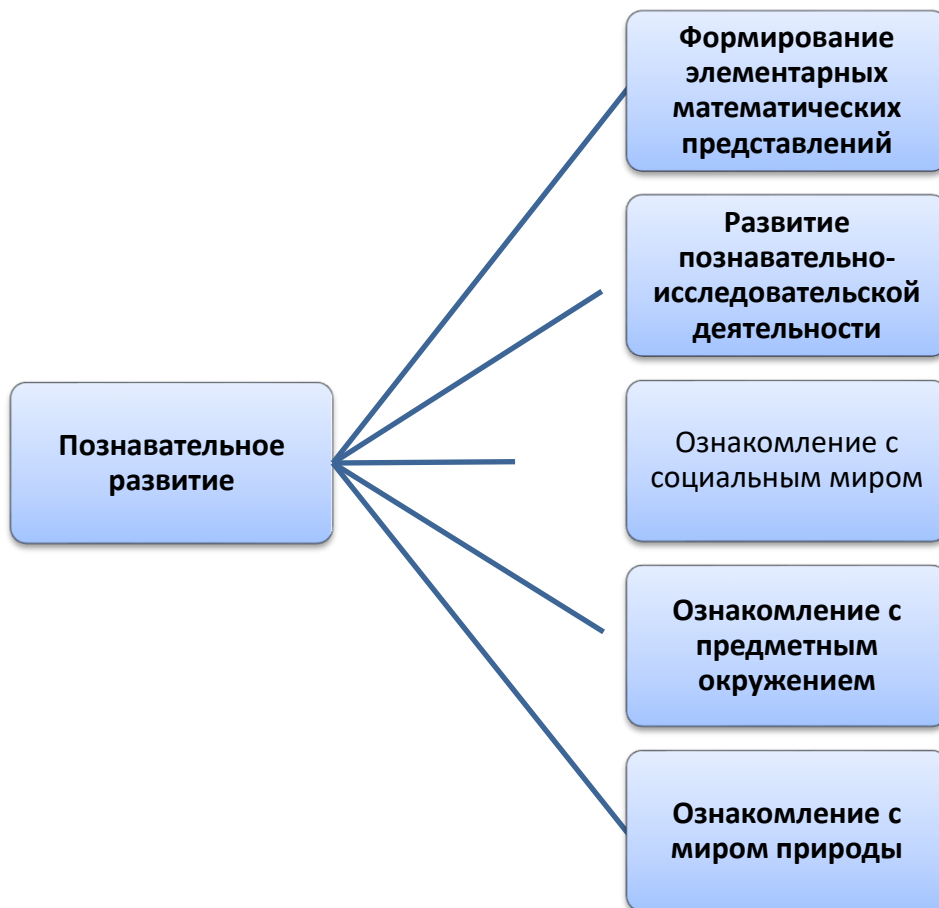 Формирование
элементарных
математических
представлений
Развитие
познавательно-
исследовательской
деятельности
Познавательное
развитие
Ознакомление с
социальным миром
Ознакомление с
предметным
окружением
Ознакомление с
миром природы